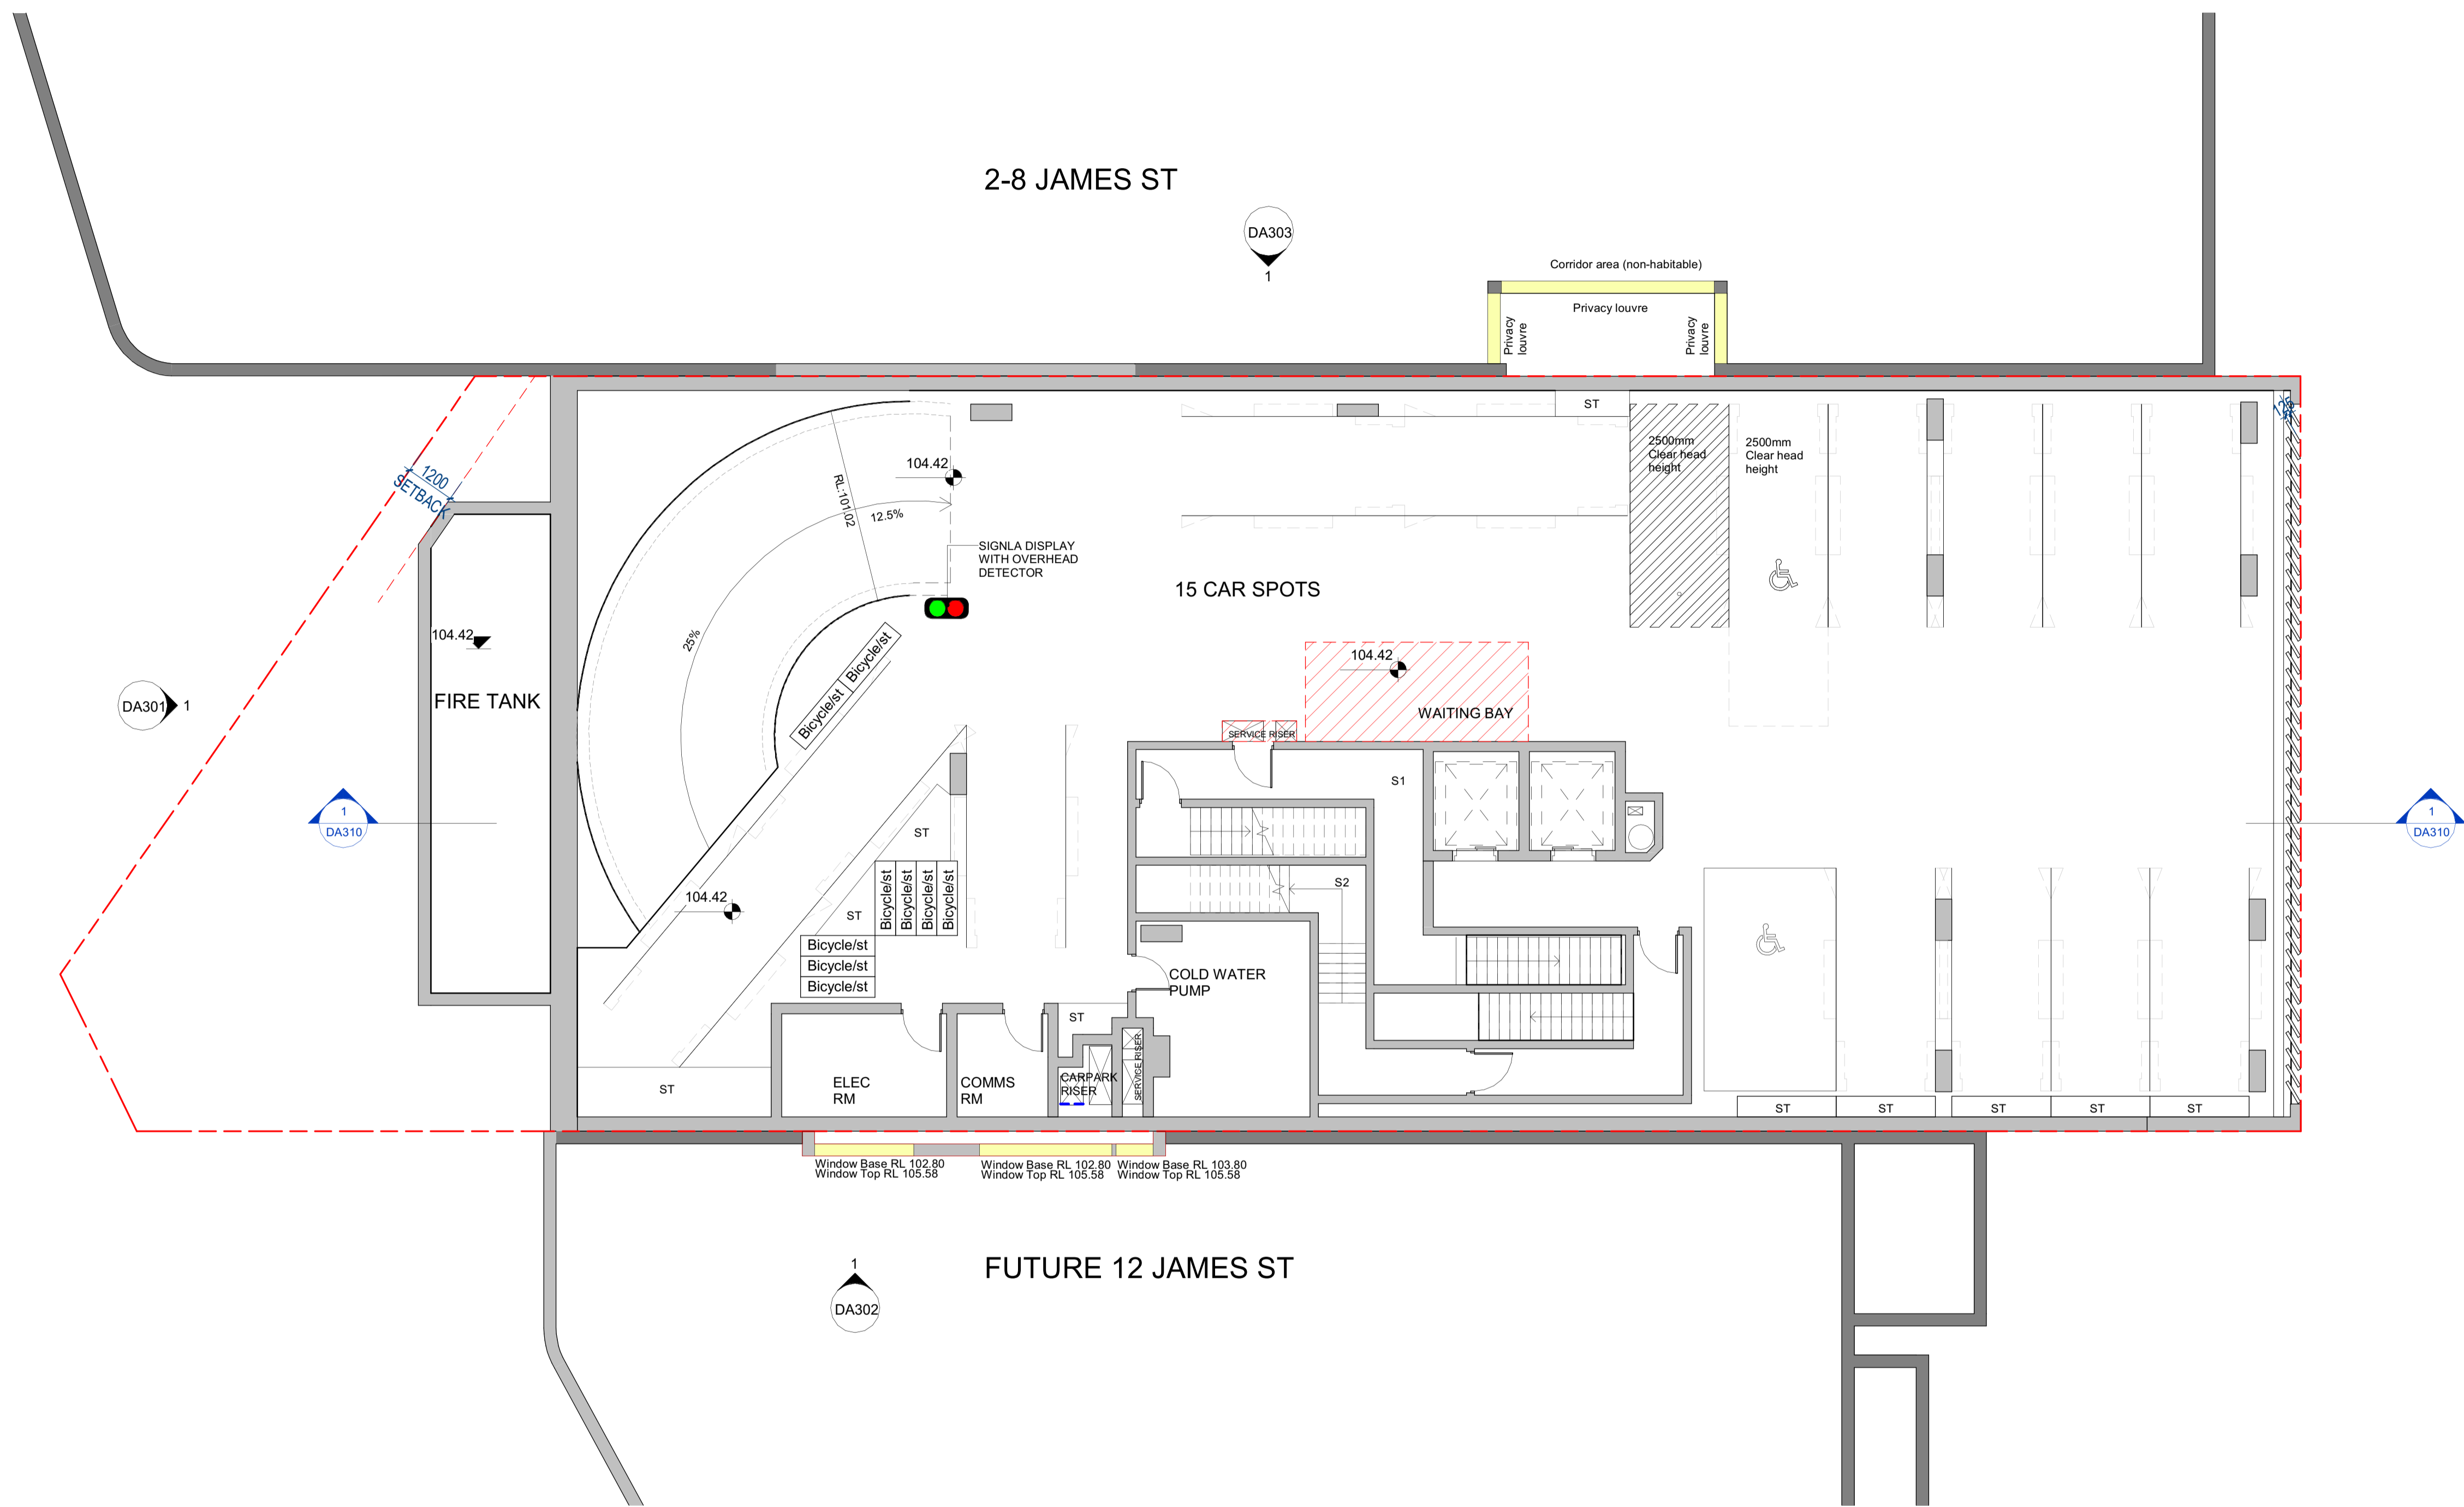 2-8 JAMES ST
DA303
1
Corridor area (non-habitable)
Privacy louvre
Privacy
louvre
Privacy
louvre
1200
SETBACK
125
ST
2500mm
Clear head
height
2500mm
Clear head
height
104.42
RL:101.02
12.5%
SIGNLA DISPLAY
WITH OVERHEAD
DETECTOR
15 CAR SPOTS
25%
104.42
104.42
FIRE TANK
DA301
1
Bicycle/st
Bicycle/st
WAITING BAY
SERVICE RISER
S1
1
DA310
1
DA310
ST
S2
104.42
ST
Bicycle/st
Bicycle/st
Bicycle/st
Bicycle/st
Bicycle/st
Bicycle/st
Bicycle/st
COLD WATER
PUMP
ST
ST
ELEC
RM
COMMS
RM
CARPARK
RISER
SERVICE RISER
ST
ST
ST
ST
ST
Window Base RL 102.80
Window Top RL 105.58
Window Base RL 102.80
Window Top RL 105.58
Window Base RL 103.80
Window Top RL 105.58
FUTURE 12 JAMES ST
1
DA302